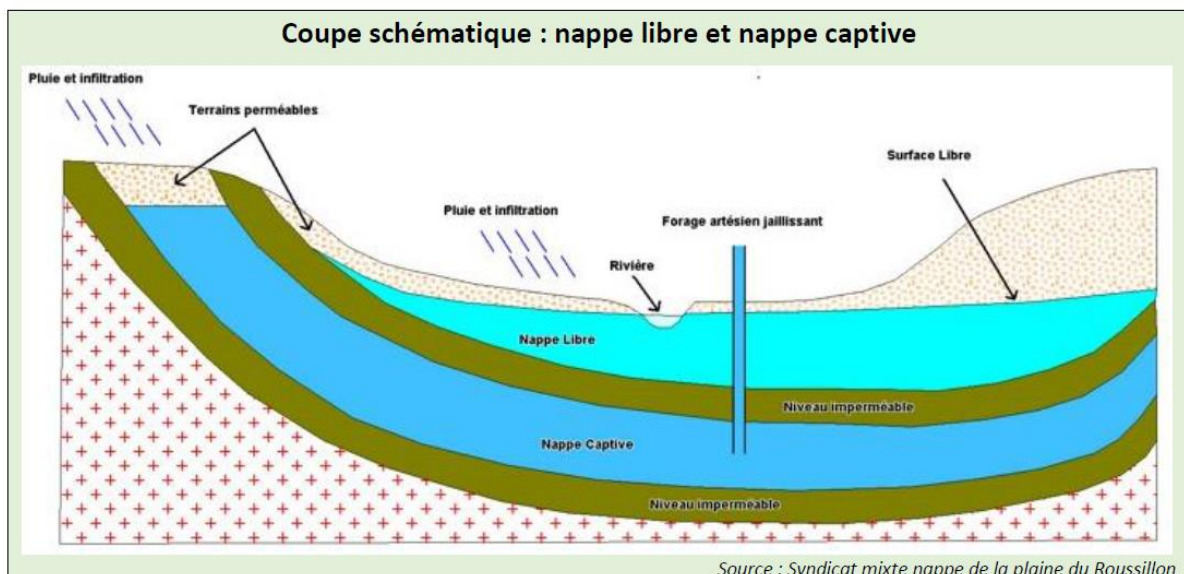 Coupe schématique : nappe libre et nappe captive
Pluie et infiltration
Terrains perméables
Surface Libre
Pluie et infiltration
Forage artésien jaillissant
Rivière
Nappe Libre
Niveau imperméable
Nappe Captive
Niveau imperméable
Source : Syndicat mixte nappe de la plaine du Roussillon